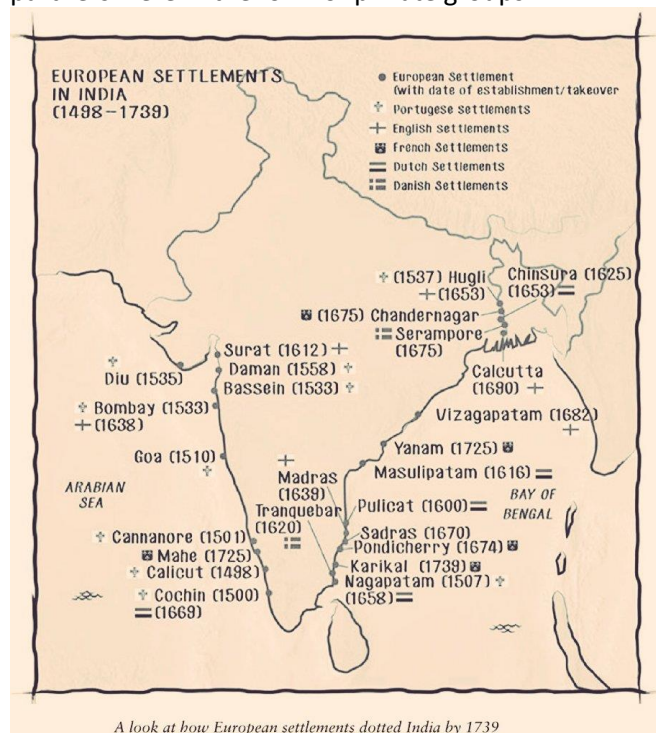 EUROPEAN SETTLEMENTS
IN INDIA
(1498-1739)
European Settlement
(with date of establishment/takeover
Portugese settlements
English settlements
French Settlements
Dutch Settlements
Danish Settlements
(1537) Hugli
(1653)
Chinsura (1625)
(1653)
(1675) Chandernagar
Serampore
(1675)
Surat (1612)
Daman (1558)
Diu (1535)
Bassein (1533)
Calcutta
(1690)
Bombay (1533)
(1638)
Vizagapatam (1682)
Goa (1510)
Yanam (1725)
Masulipatam (1616)
Madras
(1639)
ARABIAN
SEA
BAY OF
BENGAL
Pulicat (1600)
Tranquebar
(1620)
Sadras (1670)
Cannanore (1501)
Pondicherry (1674)
Mahe (1725)
Karikal (1739)
Calicut (1498)
Nagapatam (1507)
(1658)
Cochin (1500)
(1669)
A look at how European settlements dotted India by 1739